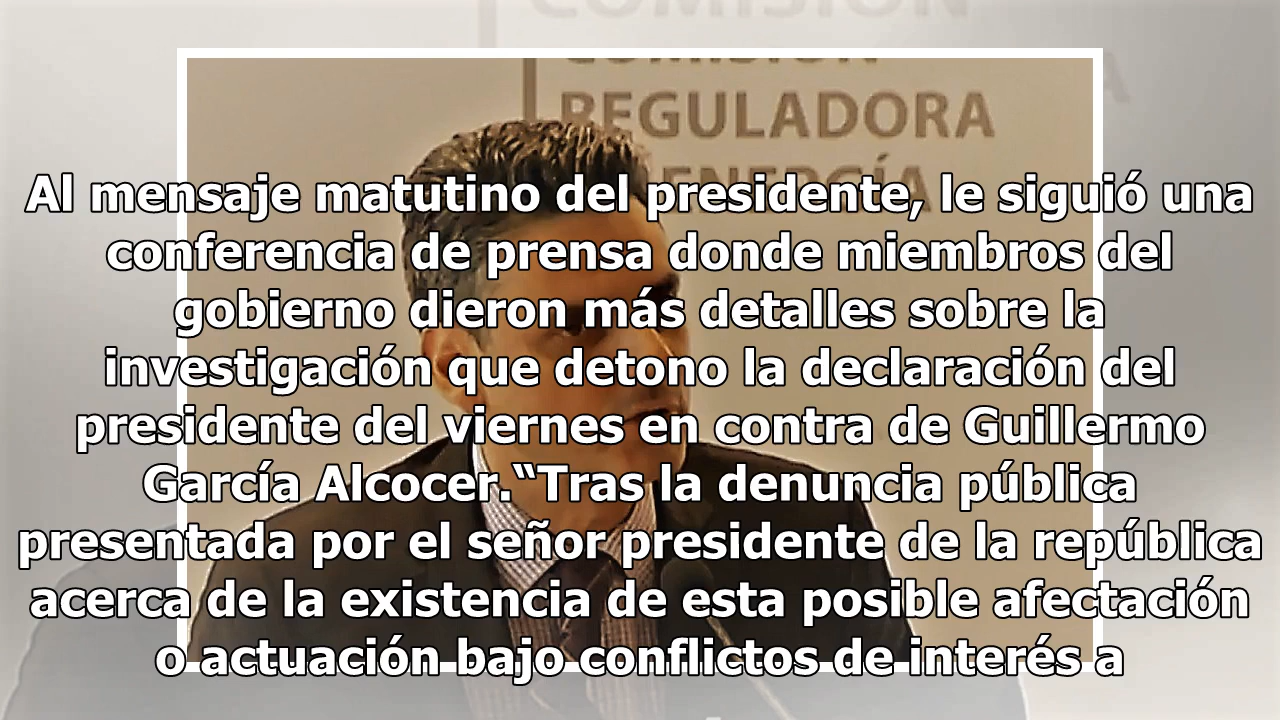 COMISIÓN
COMISIÓN
REGULADORA
ENERGÍA
Al mensaje matutino del presidente, le siguió una
conferencia de prensa donde miembros del
gobierno dieron más detalles sobre la
investigación que detono la declaración del
presidente del viernes en contra de Guillermo
García Alcocer.“Tras la denuncia pública
presentada por el señor presidente de la república
acerca de la existencia de esta posible afectación
o actuación bajo conflictos de interés a